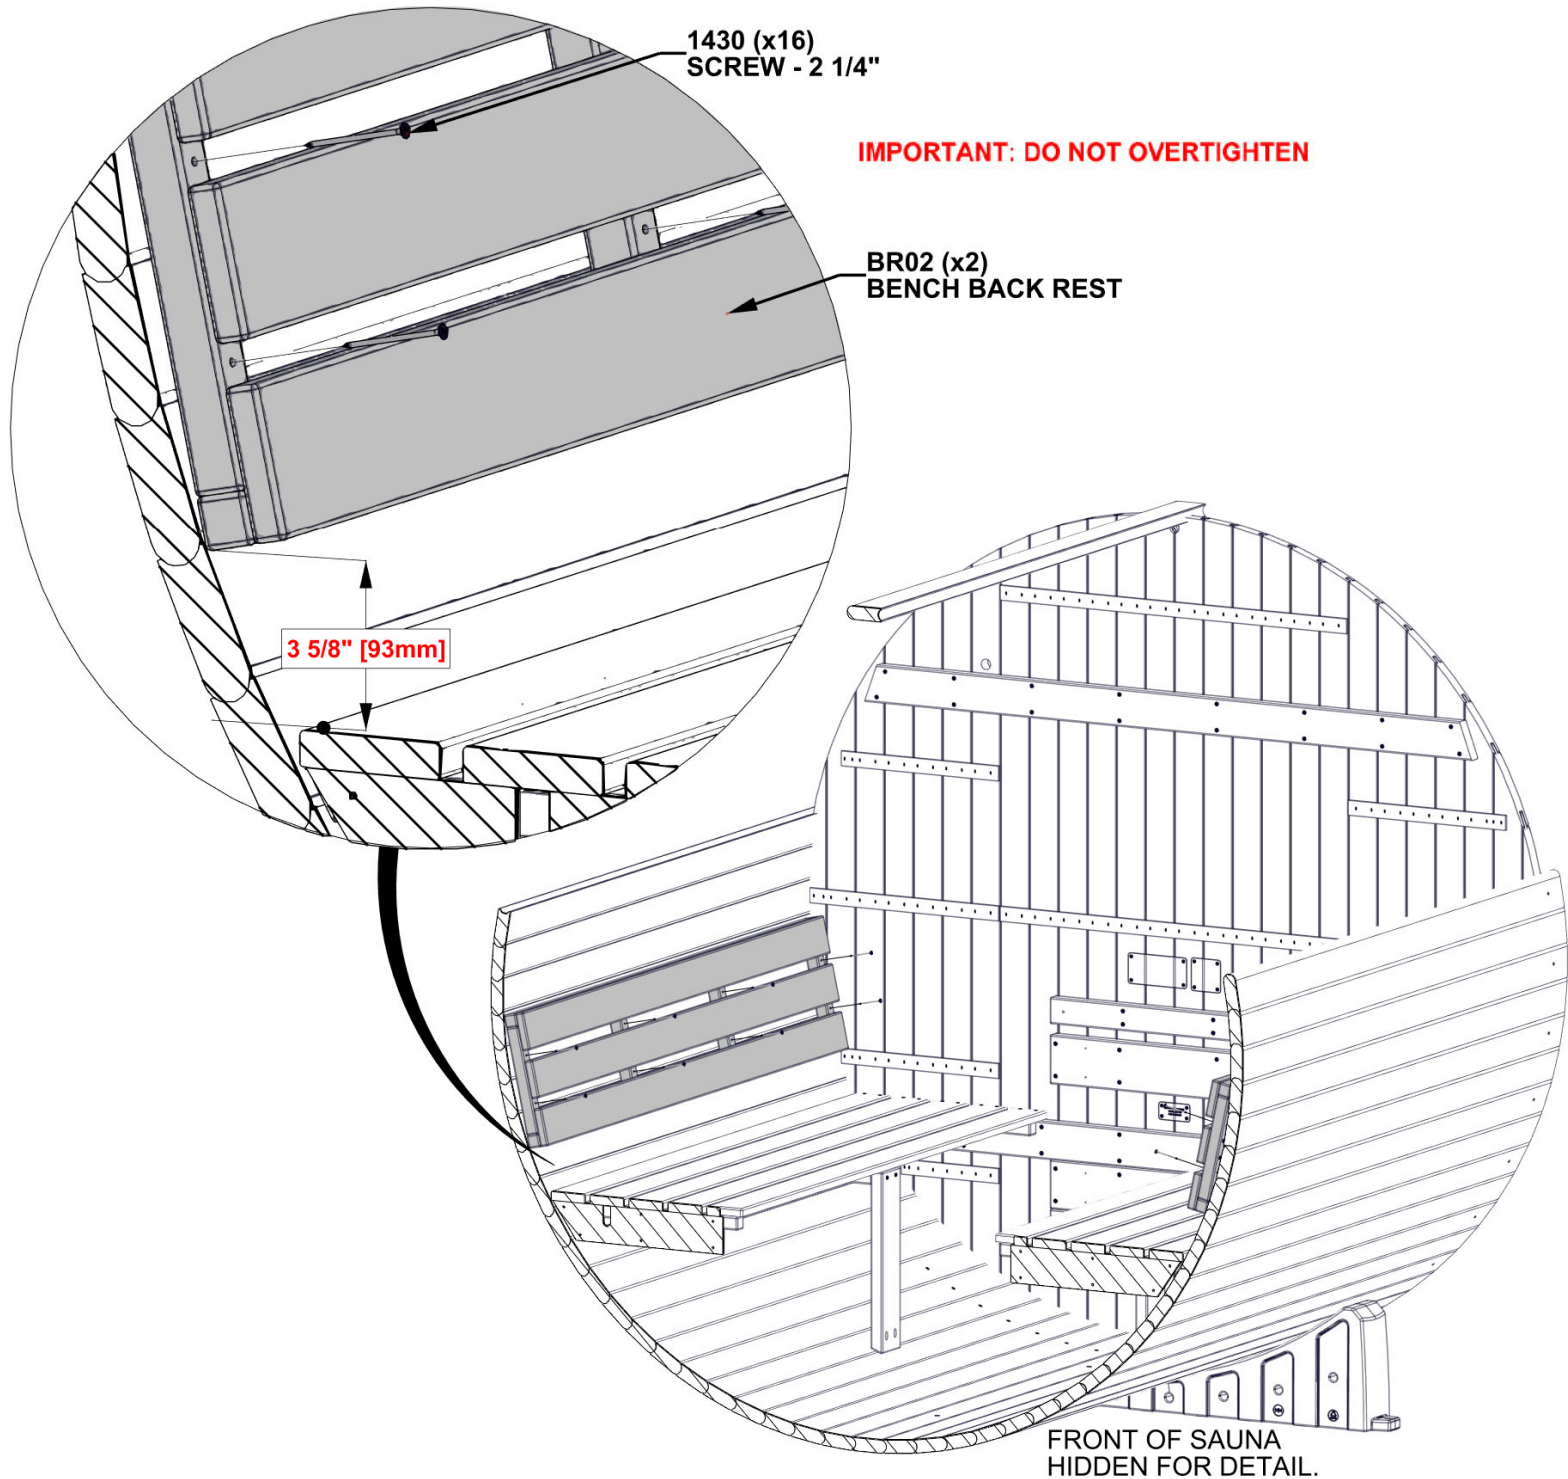 1430 (x16)
SCREW - 2 1/4"
IMPORTANT: DO NOT OVERTIGHTEN
BR02 (x2)
BENCH BACK REST
3 5/8" [93mm]
FRONT OF SAUNA
HIDDEN FOR DETAIL.